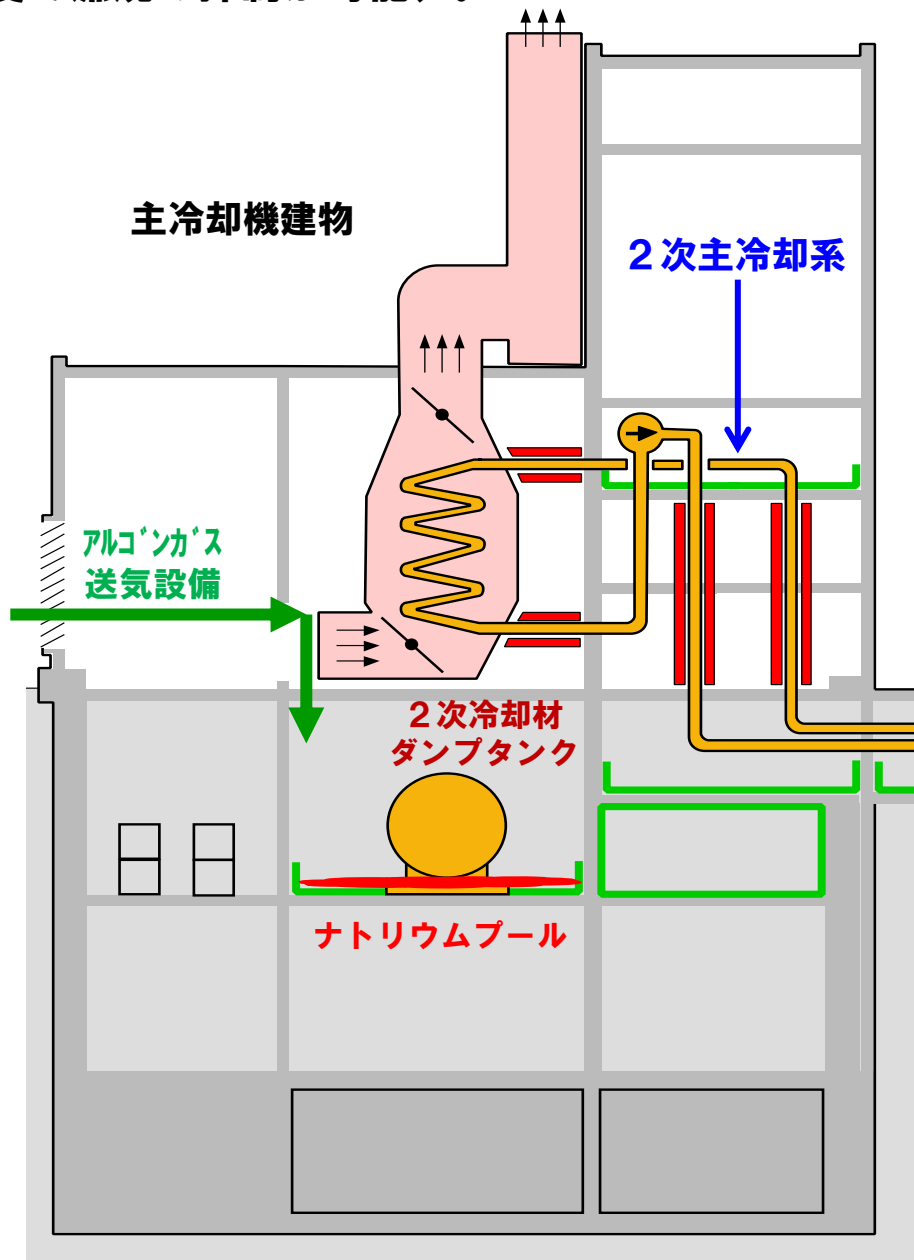 主冷却機建物
２次主冷却系
ｱﾙｺﾞﾝｶﾞｽ
送気設備
２次冷却材
ダンプタンク
ナトリウムプール